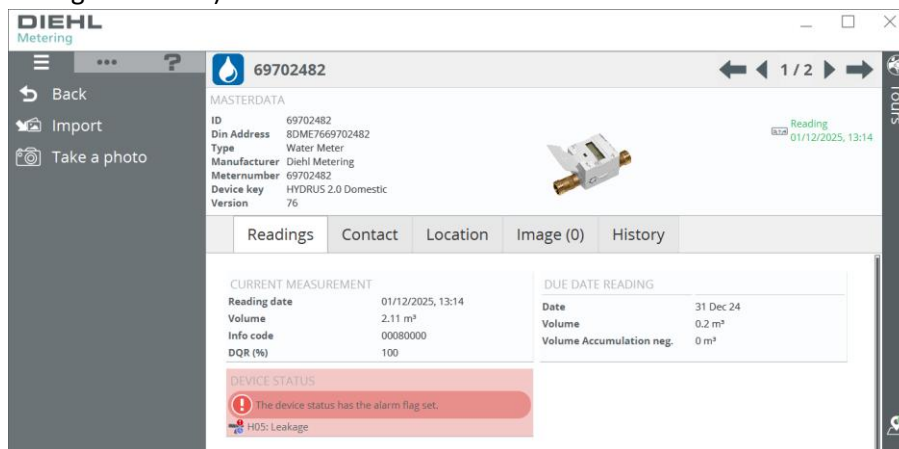 DIEHL
Metering
••• ?
69702482
1 / 2
Back
Import
Take a photo
Tours
MASTERDATA
ID 69702482
Din Address 8DME7669702482
Type Water Meter
Manufacturer Diehl Metering
Meternumber 69702482
Device key HYDRUS 2.0 Domestic
Version 76
Reading
01/12/2025, 13:14
Readings Contact Location Image (0) History
CURRENT MEASUREMENT
Reading date 01/12/2025, 13:14
Volume 2.11 m³
Info code 00080000
DQR (%) 100
DUE DATE READING
Date 31 Dec 24
Volume 0.2 m³
Volume Accumulation neg. 0 m³
DEVICE STATUS
The device status has the alarm flag set.
H05: Leakage